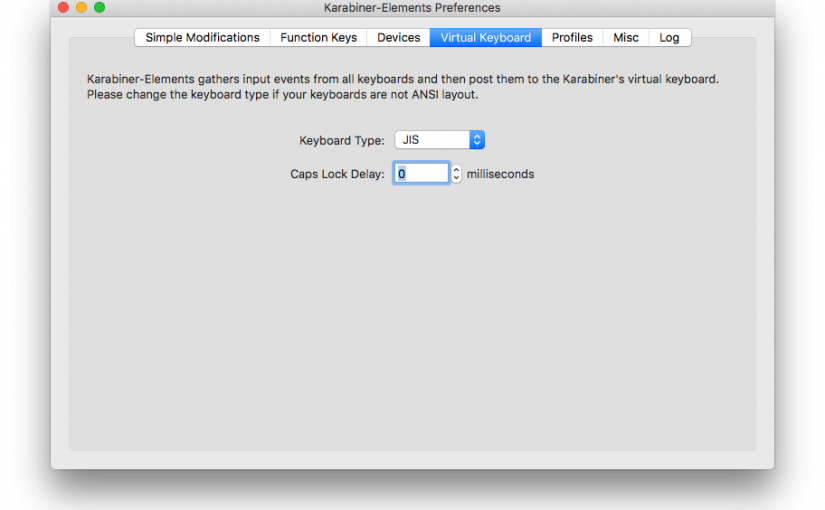 Karabiner-Elements Preferences
Simple Modifications Function Keys Devices Virtual Keyboard Profiles Misc Log
Karabiner-Elements gathers input events from all keyboards and then post them to the Karabiner's virtual keyboard.
Please change the keyboard type if your keyboards are not ANSI layout.
Keyboard Type: JIS
Caps Lock Delay: 0 milliseconds